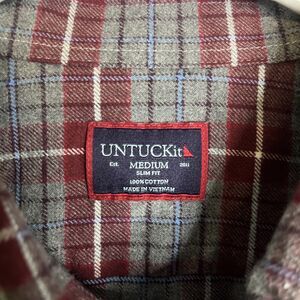 UNTUCKit
Est. MEDIUM 2011
SLIM FIT
100% COTTON
MADE IN VIETNAM